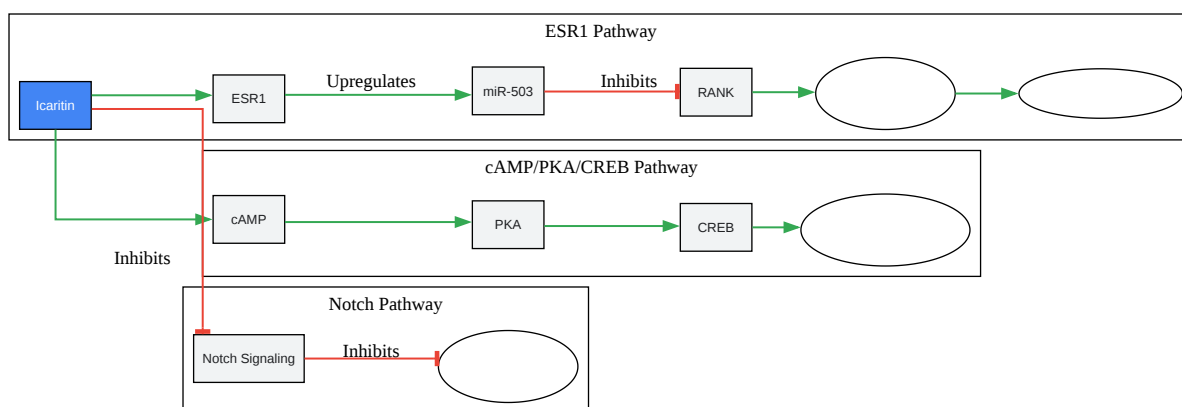 ESR1 Pathway
Icaritin
ESR1
Upregulates
miR-503
Inhibits
RANK
cAMP/PKA/CREB Pathway
cAMP
PKA
CREB
Inhibits
Notch Pathway
Notch Signaling
Inhibits